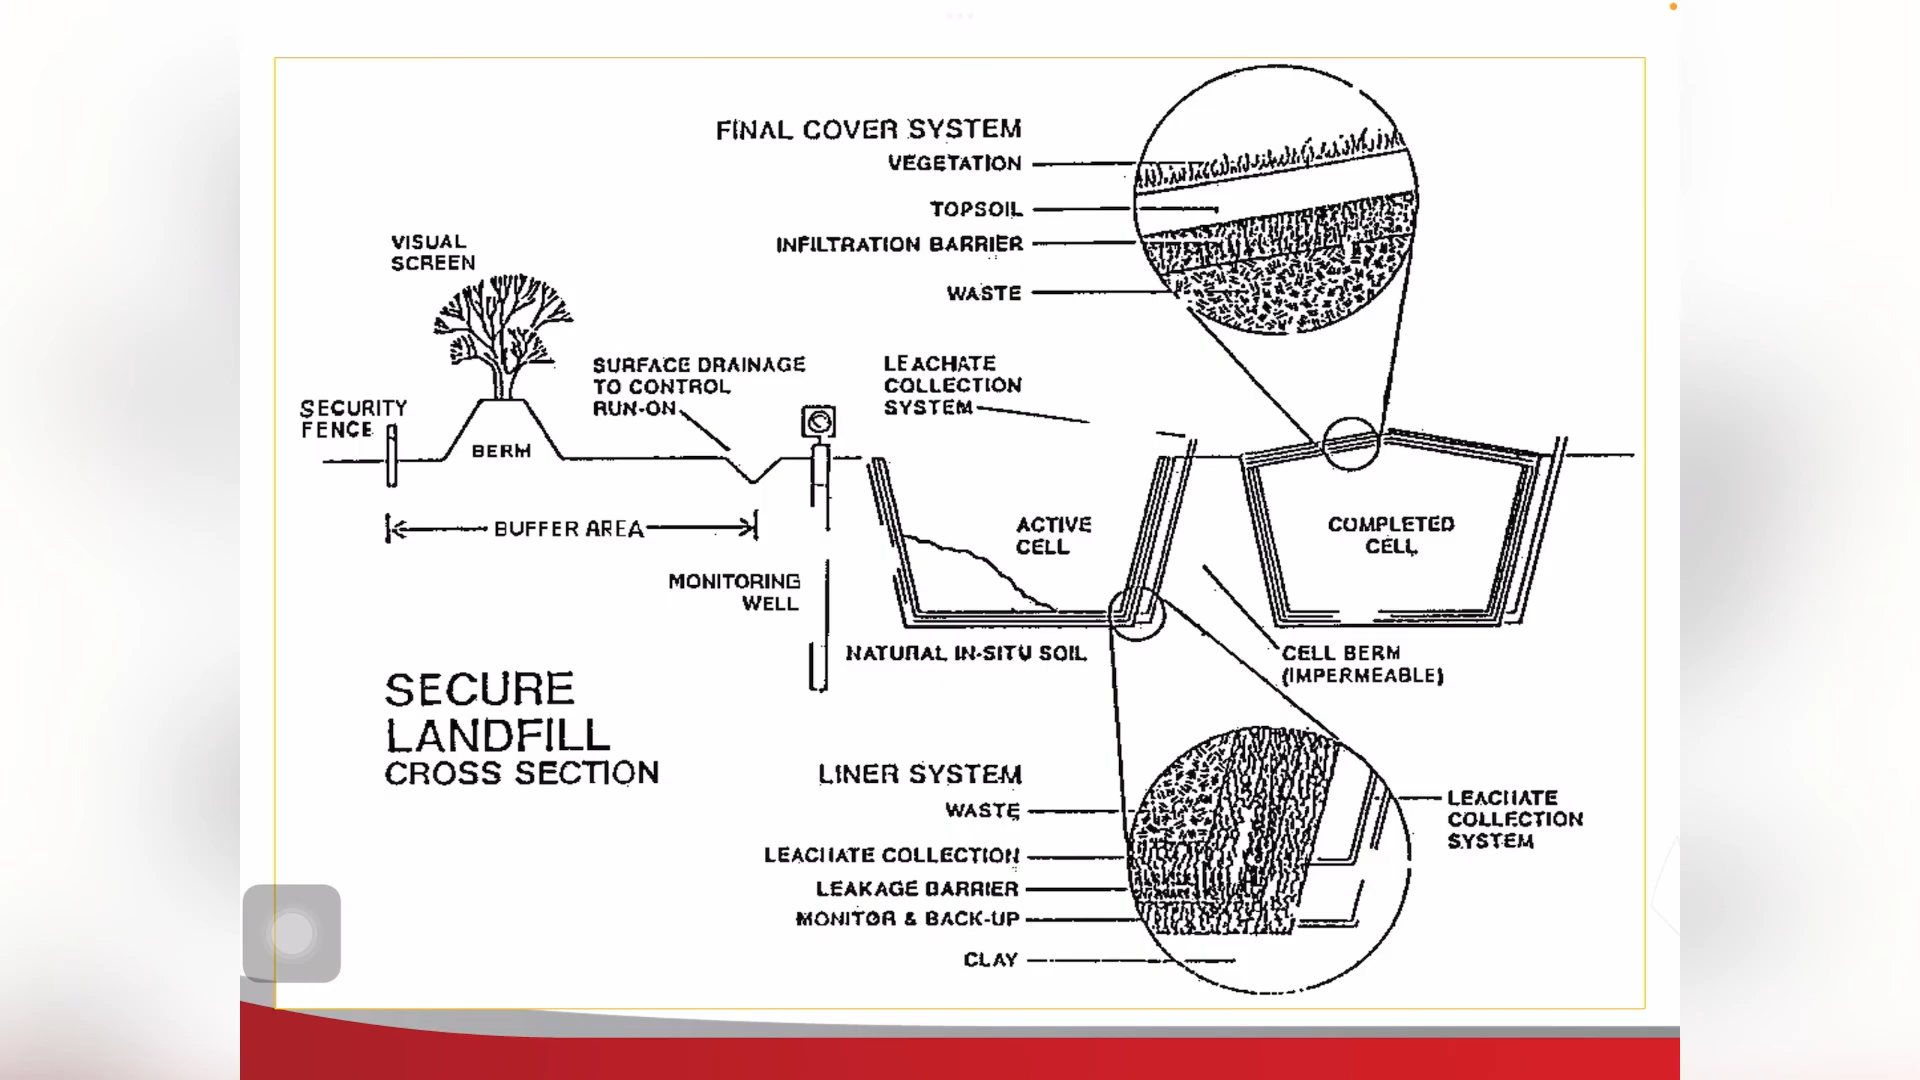 FINAL COVER SYSTEM
VEGETATION
TOPSOIL
INFILTRATION BARRIER
WASTE
VISUAL
SCREEN
SURFACE DRAINAGE
TO CONTROL
RUN-ON
LEACHATE
COLLECTION
SYSTEM
SECURITY
FENCE
BERM
BUFFER AREA
ACTIVE
CELL
COMPLETED
CELL
MONITORING
WELL
NATURAL IN-SITU SOIL
CELL BERM
(IMPERMEABLE)
SECURE
LANDFILL
CROSS SECTION
LINER SYSTEM
WASTE
LEACHATE COLLECTION
LEAKAGE BARRIER
MONITOR & BACK-UP
CLAY
LEACHATE
COLLECTION
SYSTEM